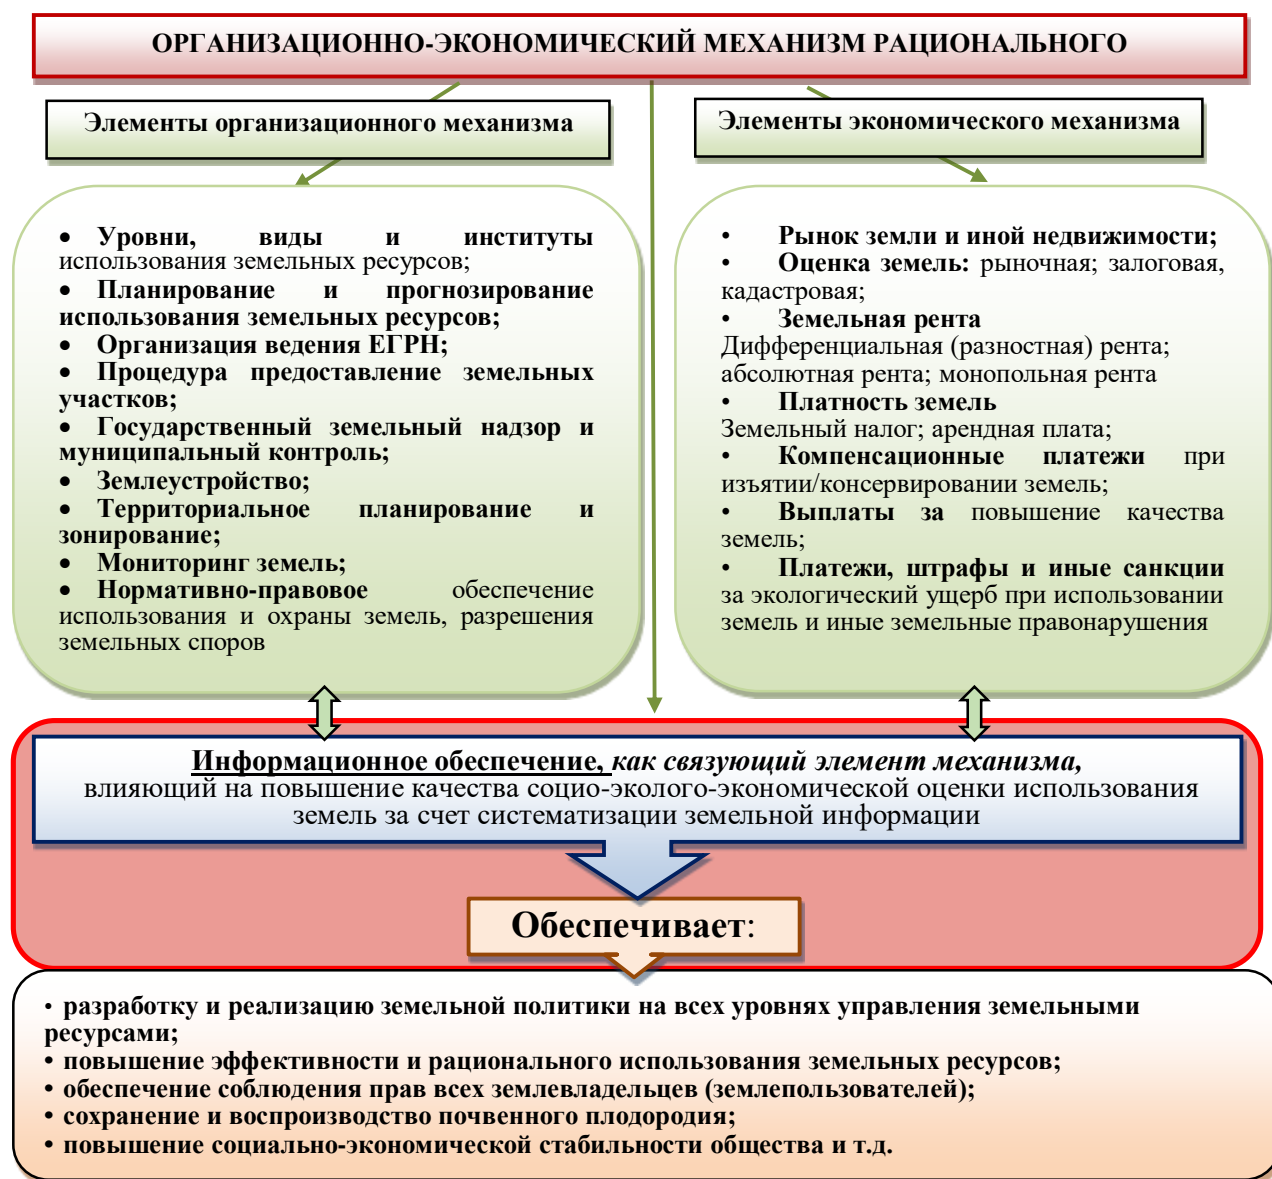 ОРГАНИЗАЦИОННО-ЭКОНОМИЧЕСКИЙ МЕХАНИЗМ РАЦИОНАЛЬНОГО
Элементы организационного механизма
• Уровни, виды и институты
использования земельных ресурсов;
• Планирование и прогнозирование
использования земельных ресурсов;
• Организация ведения ЕГРН;
• Процедура предоставление земельных
участков;
• Государственный земельный надзор и
муниципальный контроль;
• Землеустройство;
• Территориальное планирование и
зонирование;
• Мониторинг земель;
• Нормативно-правовое обеспечение
использования и охраны земель, разрешения
земельных споров
Элементы экономического механизма
• Рынок земли и иной недвижимости;
• Оценка земель: рыночная; залоговая,
кадастровая;
• Земельная рента
Дифференциальная (разностная) рента;
абсолютная рента; монопольная рента
• Платность земель
Земельный налог; арендная плата;
• Компенсационные платежи при
изъятии/консервировании земель;
• Выплаты за повышение качества
земель;
• Платежи, штрафы и иные санкции
за экологический ущерб при использовании
земель и иные земельные правонарушения
Информационное обеспечение, как связующий элемент механизма,
влияющий на повышение качества социо-эколого-экономической оценки использования
земель за счет систематизации земельной информации
Обеспечивает:
• разработку и реализацию земельной политики на всех уровнях управления земельными
ресурсами;
• повышение эффективности и рационального использования земельных ресурсов;
• обеспечение соблюдения прав всех землевладельцев (землепользователей);
• сохранение и воспроизводство почвенного плодородия;
• повышение социально-экономической стабильности общества и т.д.